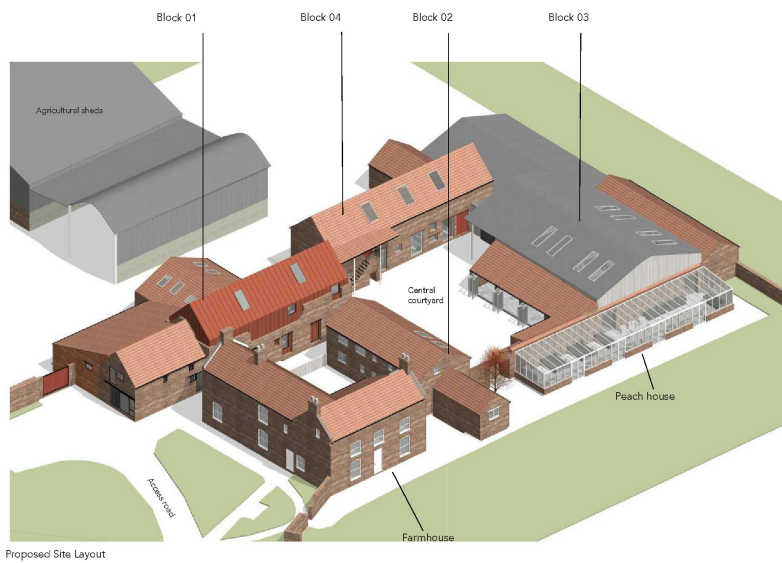 Block 01
Block 04
Block 02
Block 03
Agricultural sheds
Central
courtyard
Peach house
Access road
Farmhouse
Proposed Site Layout